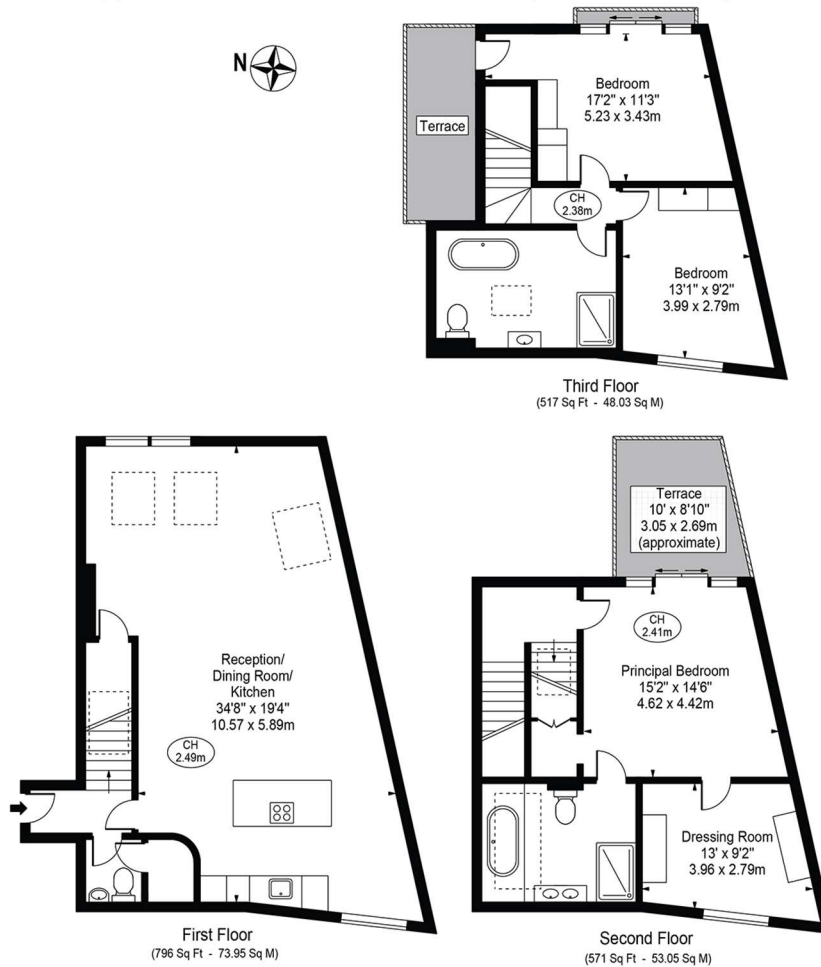 N
Terrace
Bedroom
17'2" x 11'3"
5.23 x 3.43m
CH
2.38m
Bedroom
13'1" x 9'2"
3.99 x 2.79m
Third Floor
(517 Sq Ft - 48.03 Sq M)
Reception/
Dining Room/
Kitchen
34'8" x 19'4"
10.57 x 5.89m
CH
2.49m
First Floor
(796 Sq Ft - 73.95 Sq M)
Terrace
10' x 8'10"
3.05 x 2.69m
(approximate)
CH
2.41m
Principal Bedroom
15'2" x 14'6"
4.62 x 4.42m
Dressing Room
13' x 9'2"
3.96 x 2.79m
Second Floor
(571 Sq Ft - 53.05 Sq M)